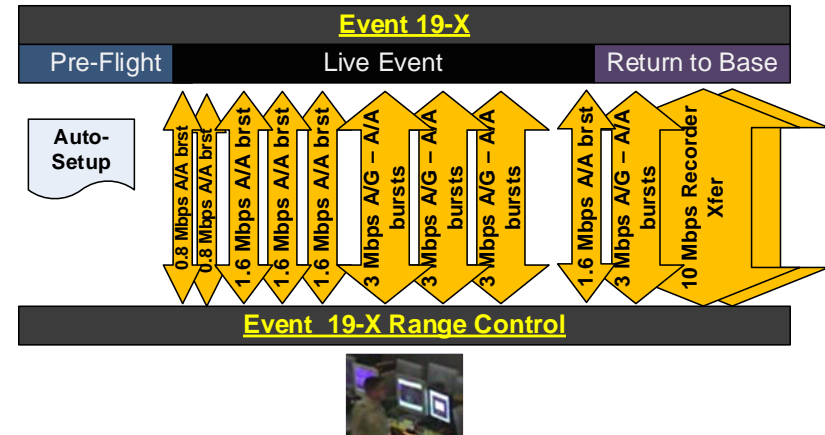 Event 19-X
Pre-Flight
Live Event
Return to Base
Auto-
Setup
0.8 Mbps A/A brst
0.8 Mbps A/A brst
1.6 Mbps A/A brst
1.6 Mbps A/A brst
1.6 Mbps A/A brst
3 Mbps A/G – A/A
bursts
3 Mbps A/G – A/A
bursts
3 Mbps A/G – A/A
bursts
1.6 Mbps A/A brst
3 Mbps A/G – A/A
bursts
10 Mbps Recorder
Xfer
Event 19-X Range Control